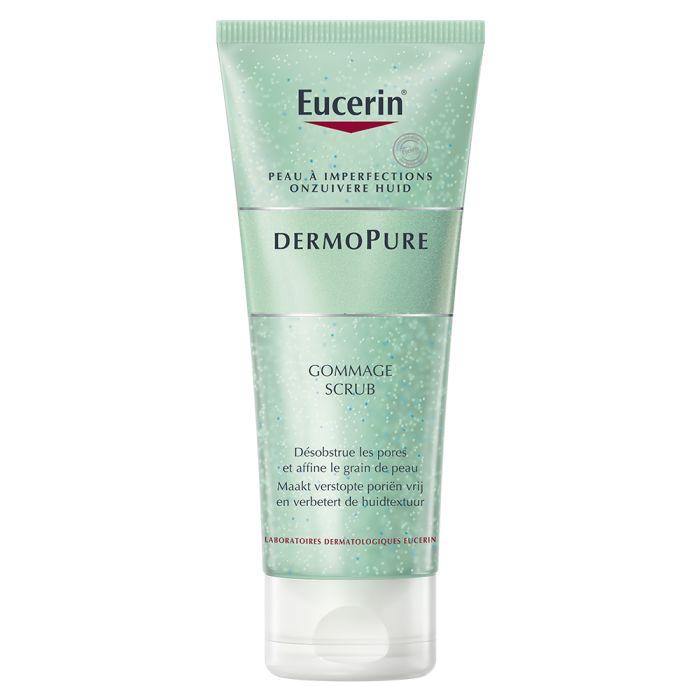 Eucerin®
PEAU À IMPERFECTIONS
ONZUIVERE HUID
DERMOPURE
GOMMAGE
SCRUB
Désobstrue les pores
et affine le grain de peau
Maakt verstopte poriën vrij
en verbetert de huidtextuur
LABORATOIRES DERMATOLOGIQUES EUCERIN